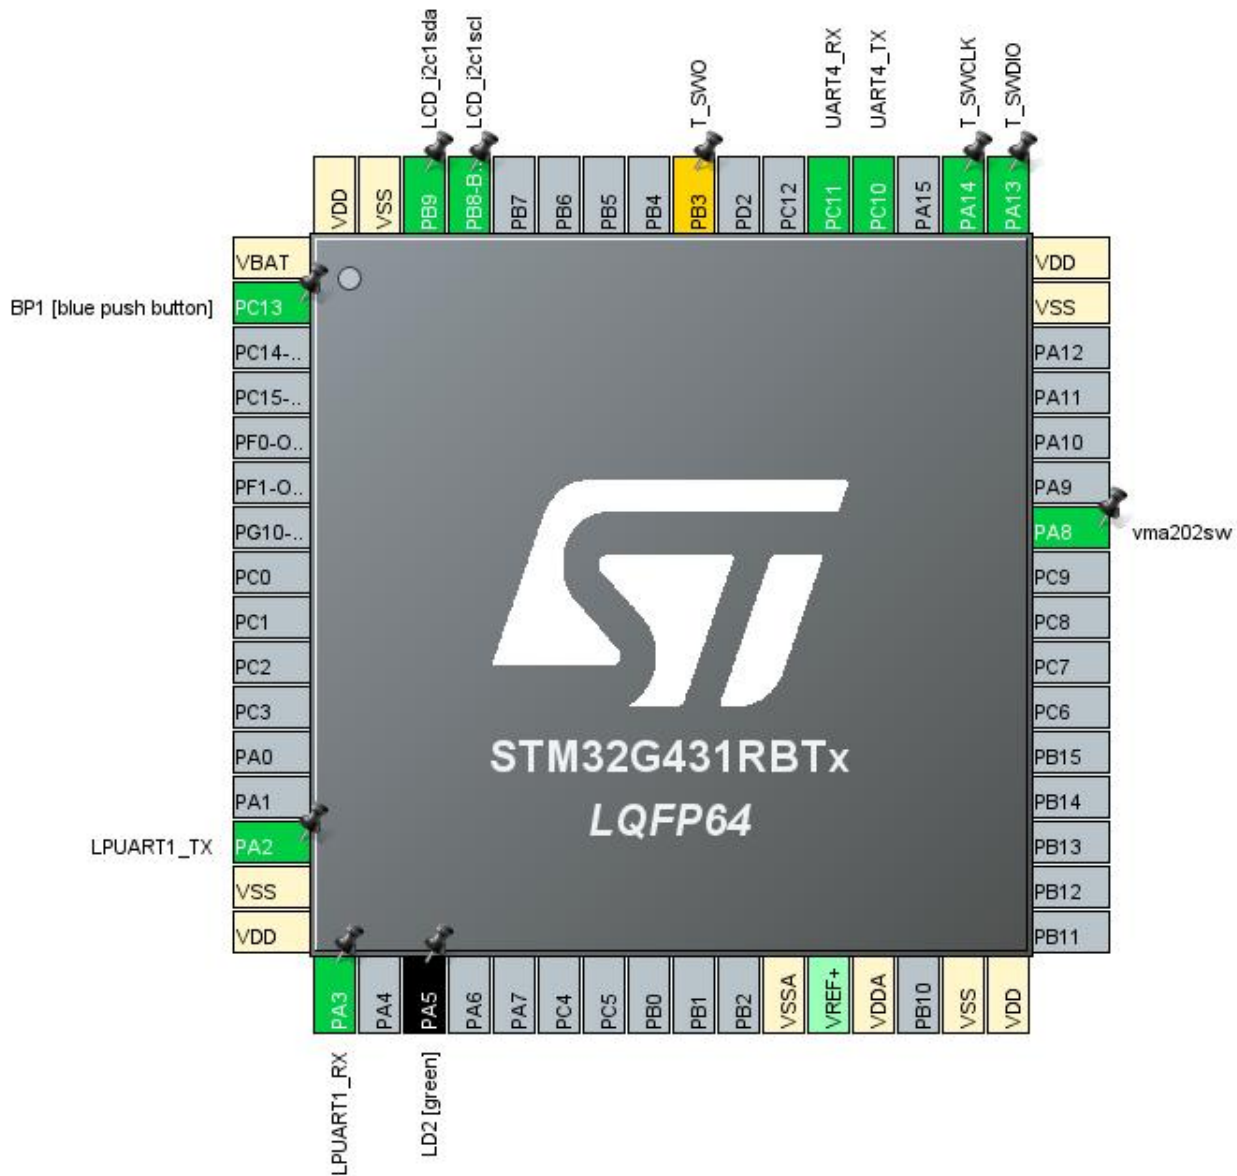 LCD_i2c1sda
LCD_i2c1scl
T_SWO
UART4_RX
UART4_TX
T_SWCLK
T_SWDIO
VDD
VSS
PB9
PB8-B..
PB7
PB6
PB5
PB4
PB3
PD2
PC12
PC11
PC10
PA15
PA14
PA13
VBAT
BP1 [blue push button]
PC13
PC14-..
PC15-..
PF0-O..
PF1-O..
PG10-..
PC0
PC1
PC2
PC3
PA0
PA1
LPUART1_TX
PA2
VSS
VDD
STM32G431RBTx
LQFP64
VDD
VSS
PA12
PA11
PA10
PA9
PA8
vma202sw
PC9
PC8
PC7
PC6
PB15
PB14
PB13
PB12
PB11
PA3
PA4
PA5
PA6
PA7
PC4
PC5
PB0
PB1
PB2
VSSA
VREF+
VDDA
PB10
VSS
VDD
LPUART1_RX
LD2 [green]